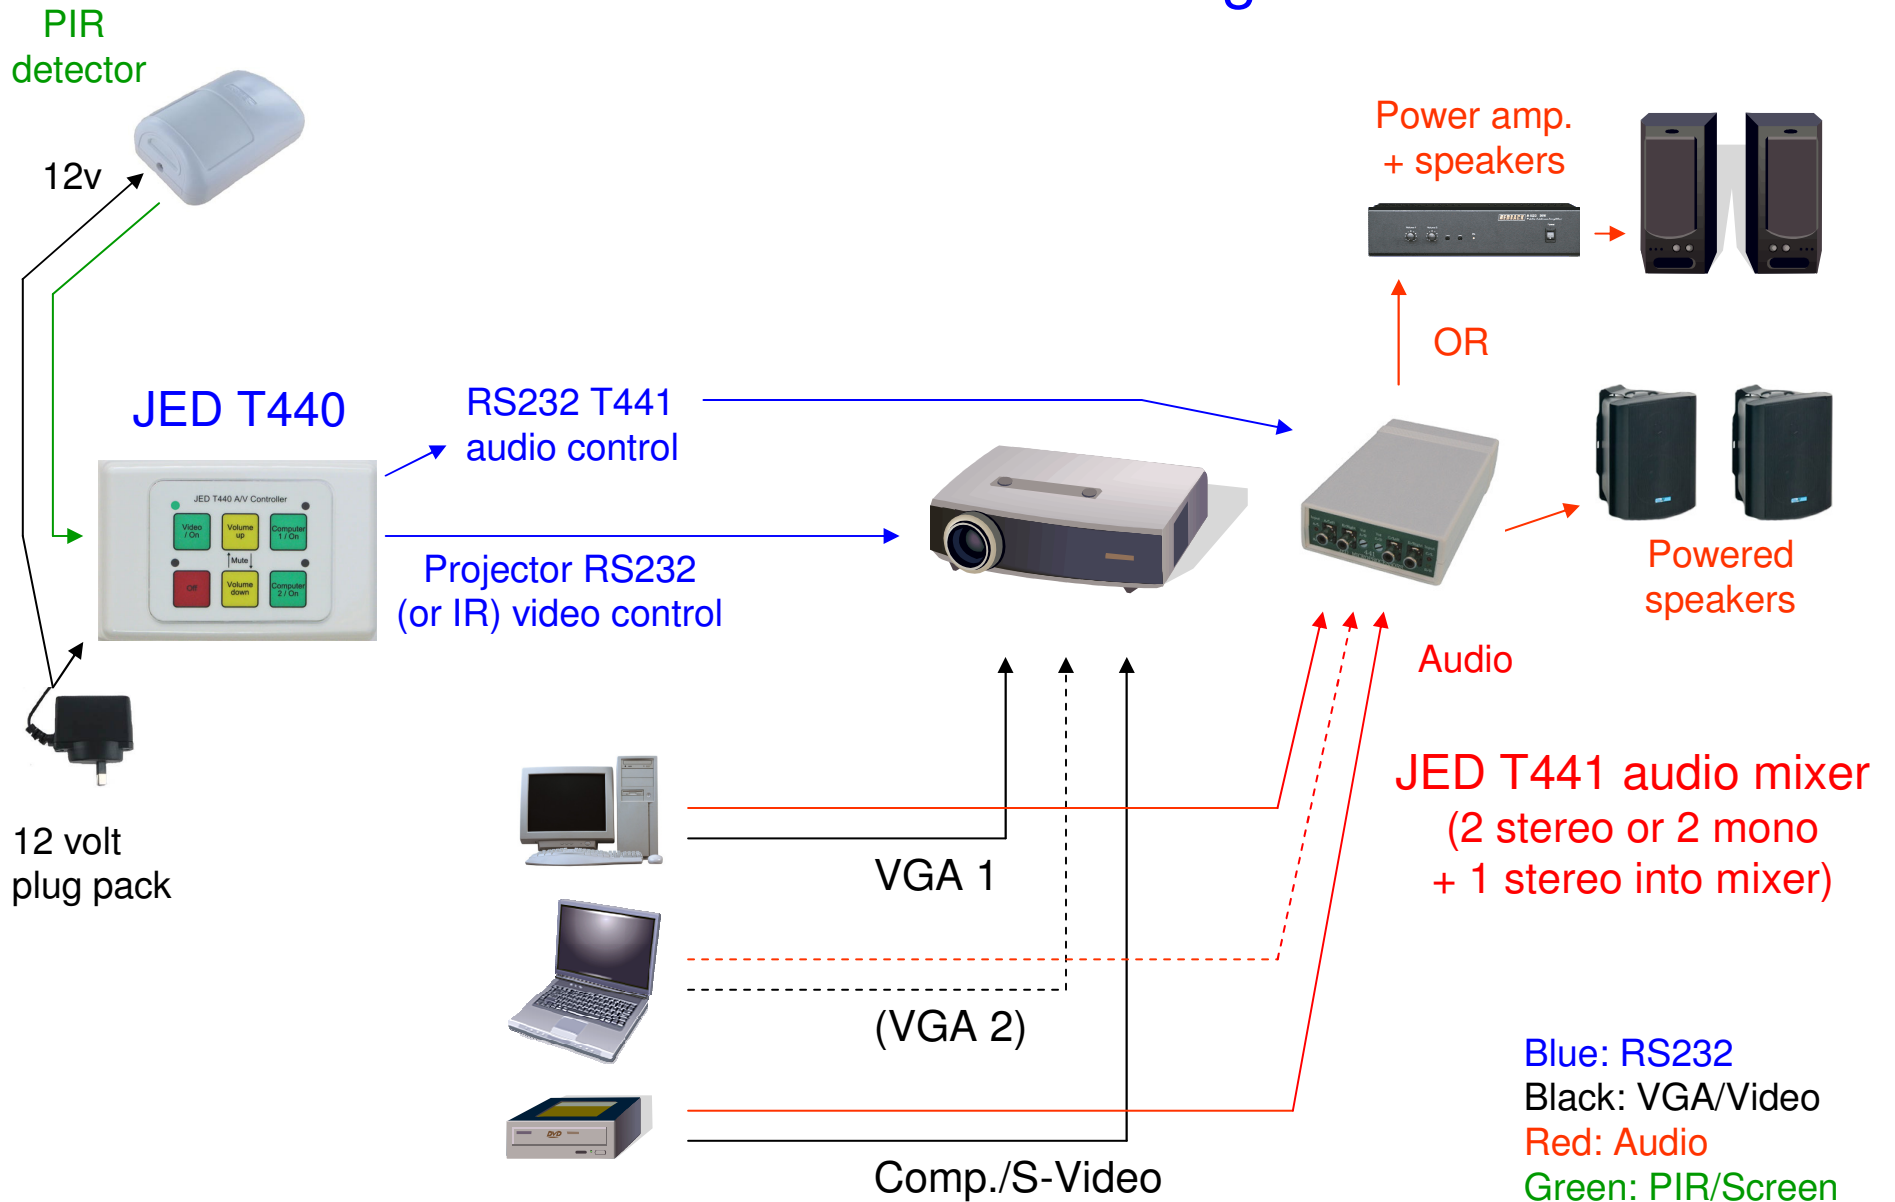 PIR
detector
12v
Power amp.
+ speakers
OR
JED T440
RS232 T441
audio control
JED T440 A/V Controller
Video
/ On
Volume
up
Computer
1 / On
Mute
Off
Volume
down
Computer
2 / On
Projector RS232
(or IR) video control
Powered
speakers
Audio
JED T441 audio mixer
(2 stereo or 2 mono
+ 1 stereo into mixer)
12 volt
plug pack
VGA 1
(VGA 2)
DVD
Comp./S-Video
Blue: RS232
Black: VGA/Video
Red: Audio
Green: PIR/Screen